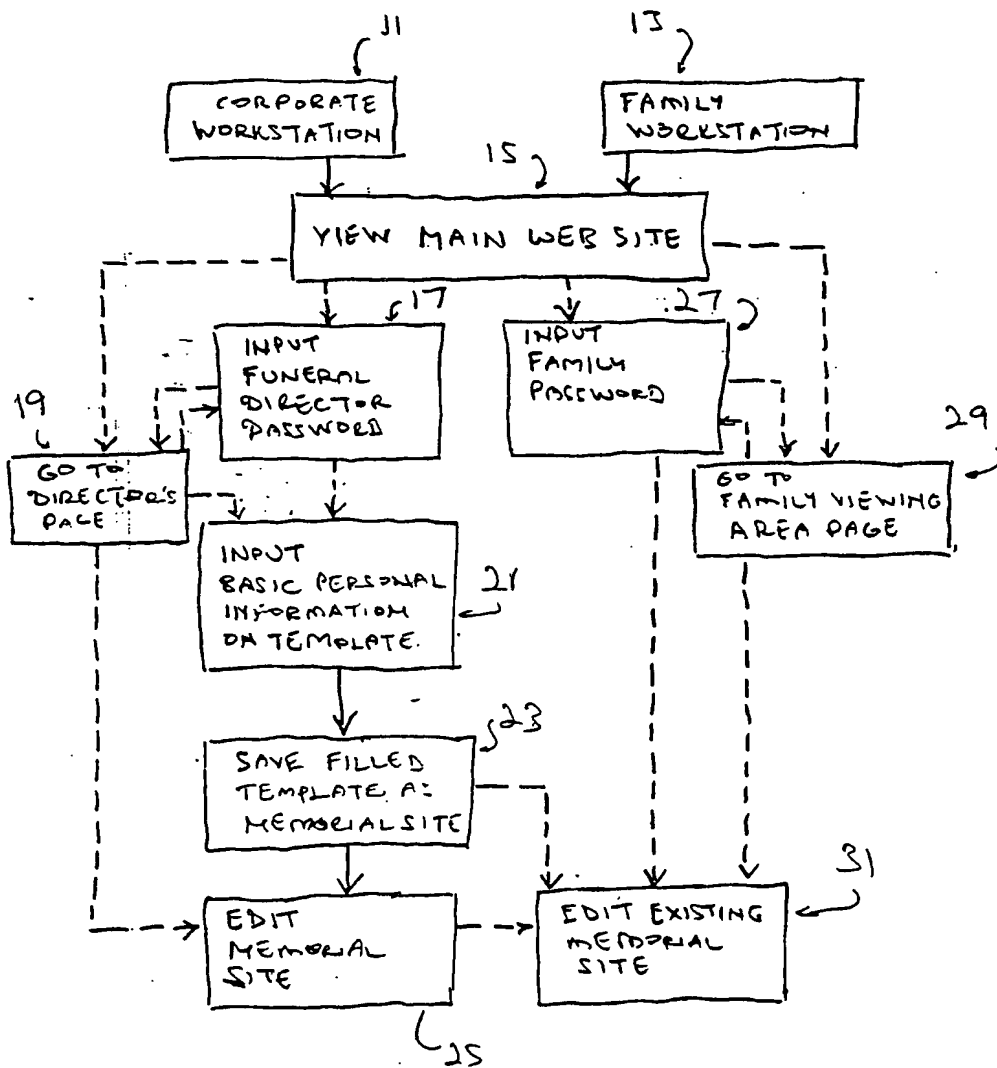 11
13
CORPORATE
WORKSTATION
FAMILY
WORKSTATION
15
VIEW MAIN WEB SITE
17
27
INPUT
FUNERAL
DIRECTOR
PASSWORD
INPUT
FAMILY
PASSWORD
19
29
GO TO
DIRECTOR'S
PAGE
GO TO
FAMILY VIEWING
AREA PAGE
INPUT
BASIC PERSONAL
INFORMATION
ON TEMPLATE.
21
23
SAVE FILLED
TEMPLATE AS
MEMORIAL SITE
31
EDIT
MEMORIAL
SITE
EDIT EXISTING
MEMORIAL
SITE
25